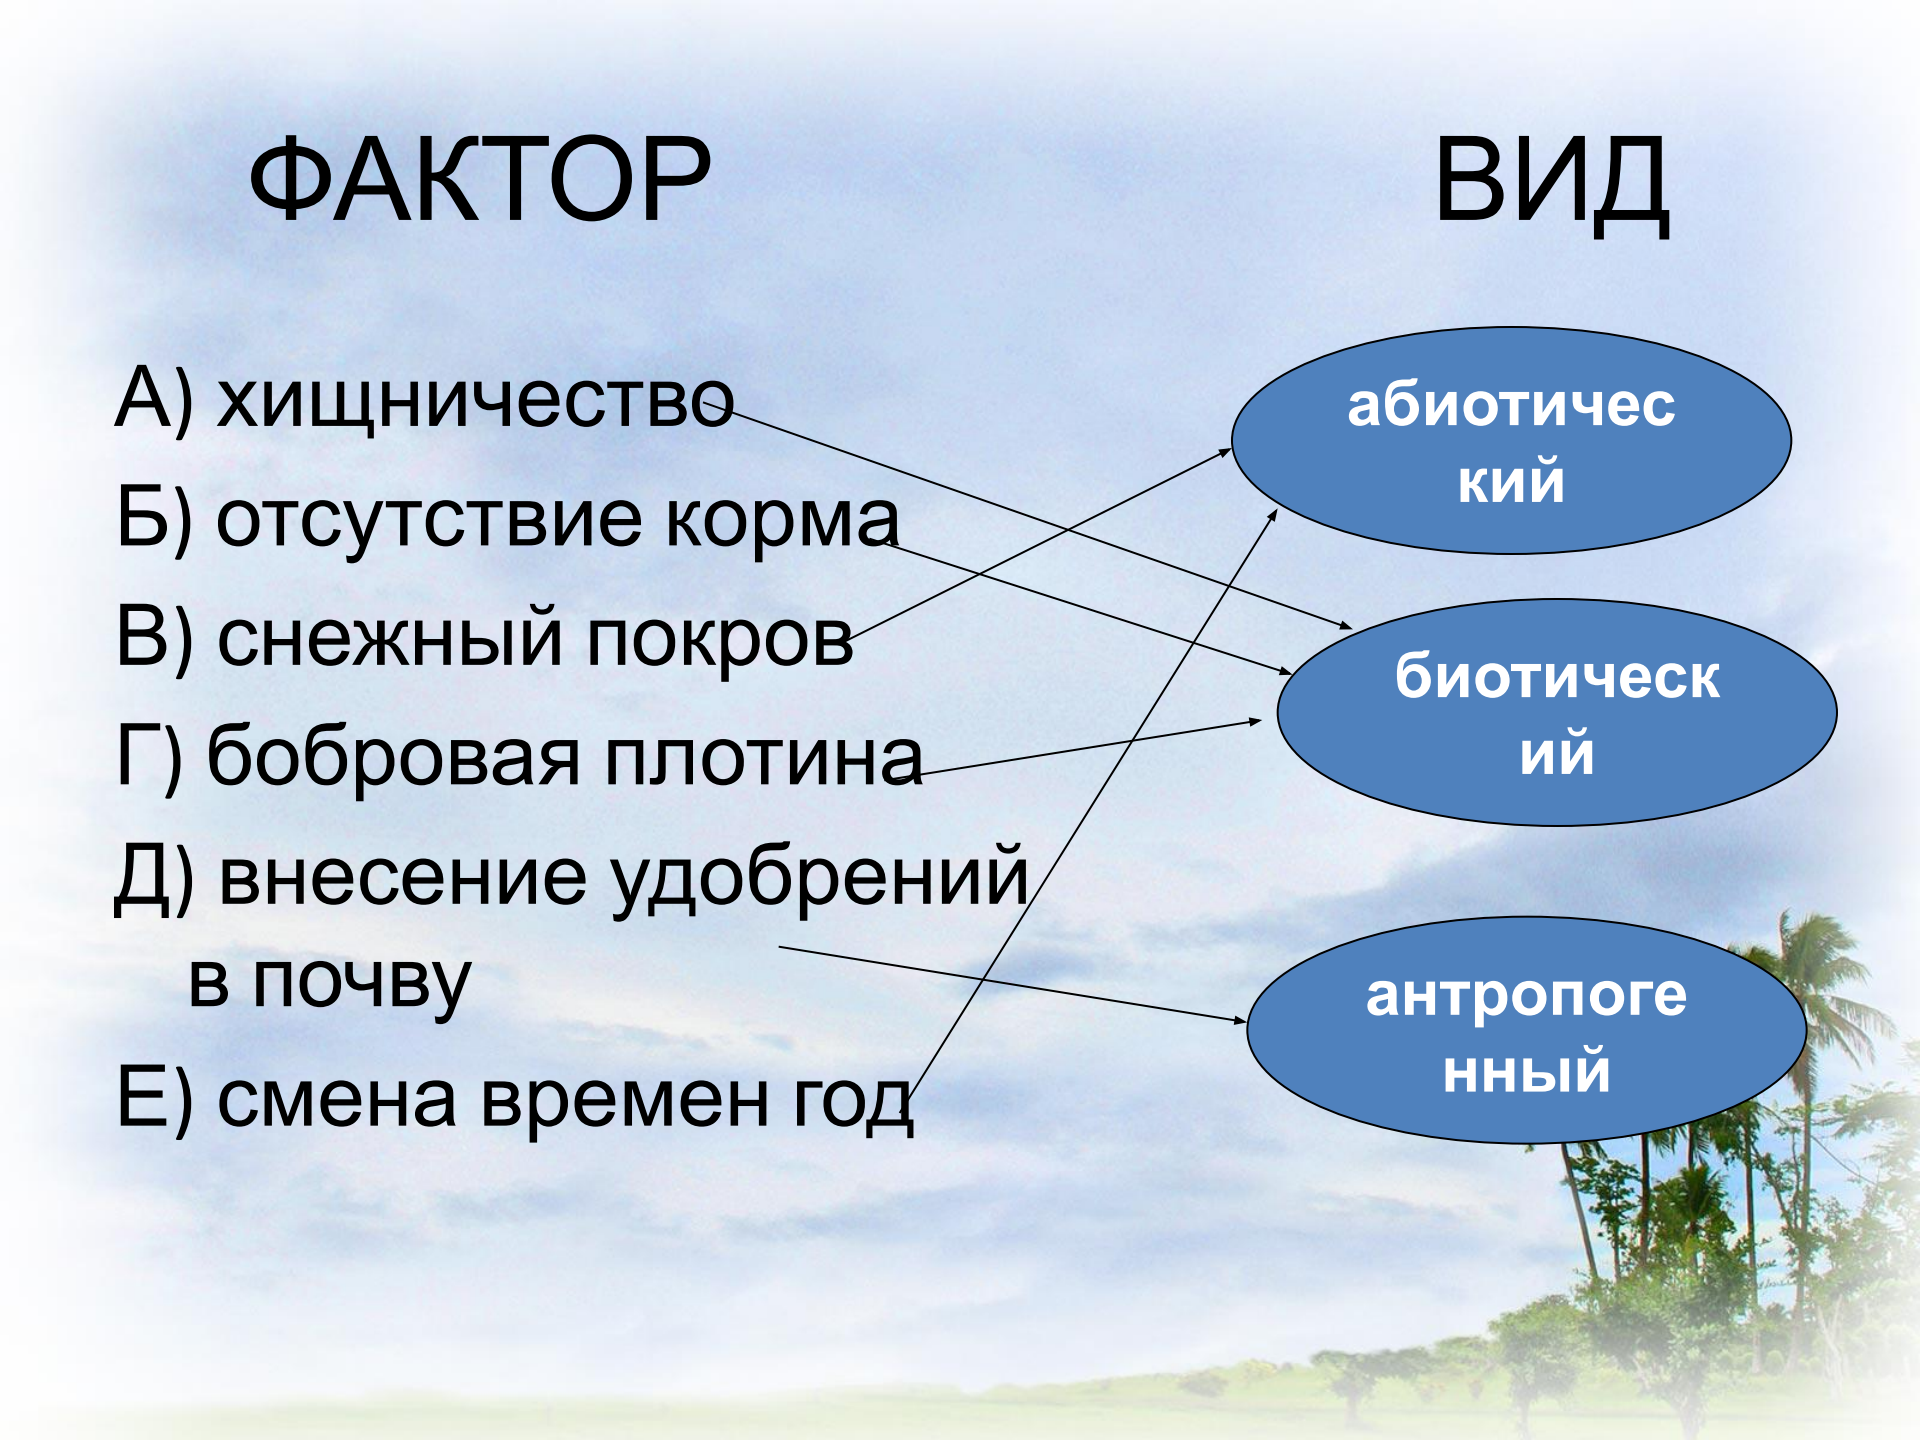 ФАКТОР
ВИД
А) хищничество
Б) отсутствие корма
В) снежный покров
Г) бобровая плотина
Д) внесение удобрений
в почву
Е) смена времен год
абиотичес
кий
биотическ
ий
антропоге
нный